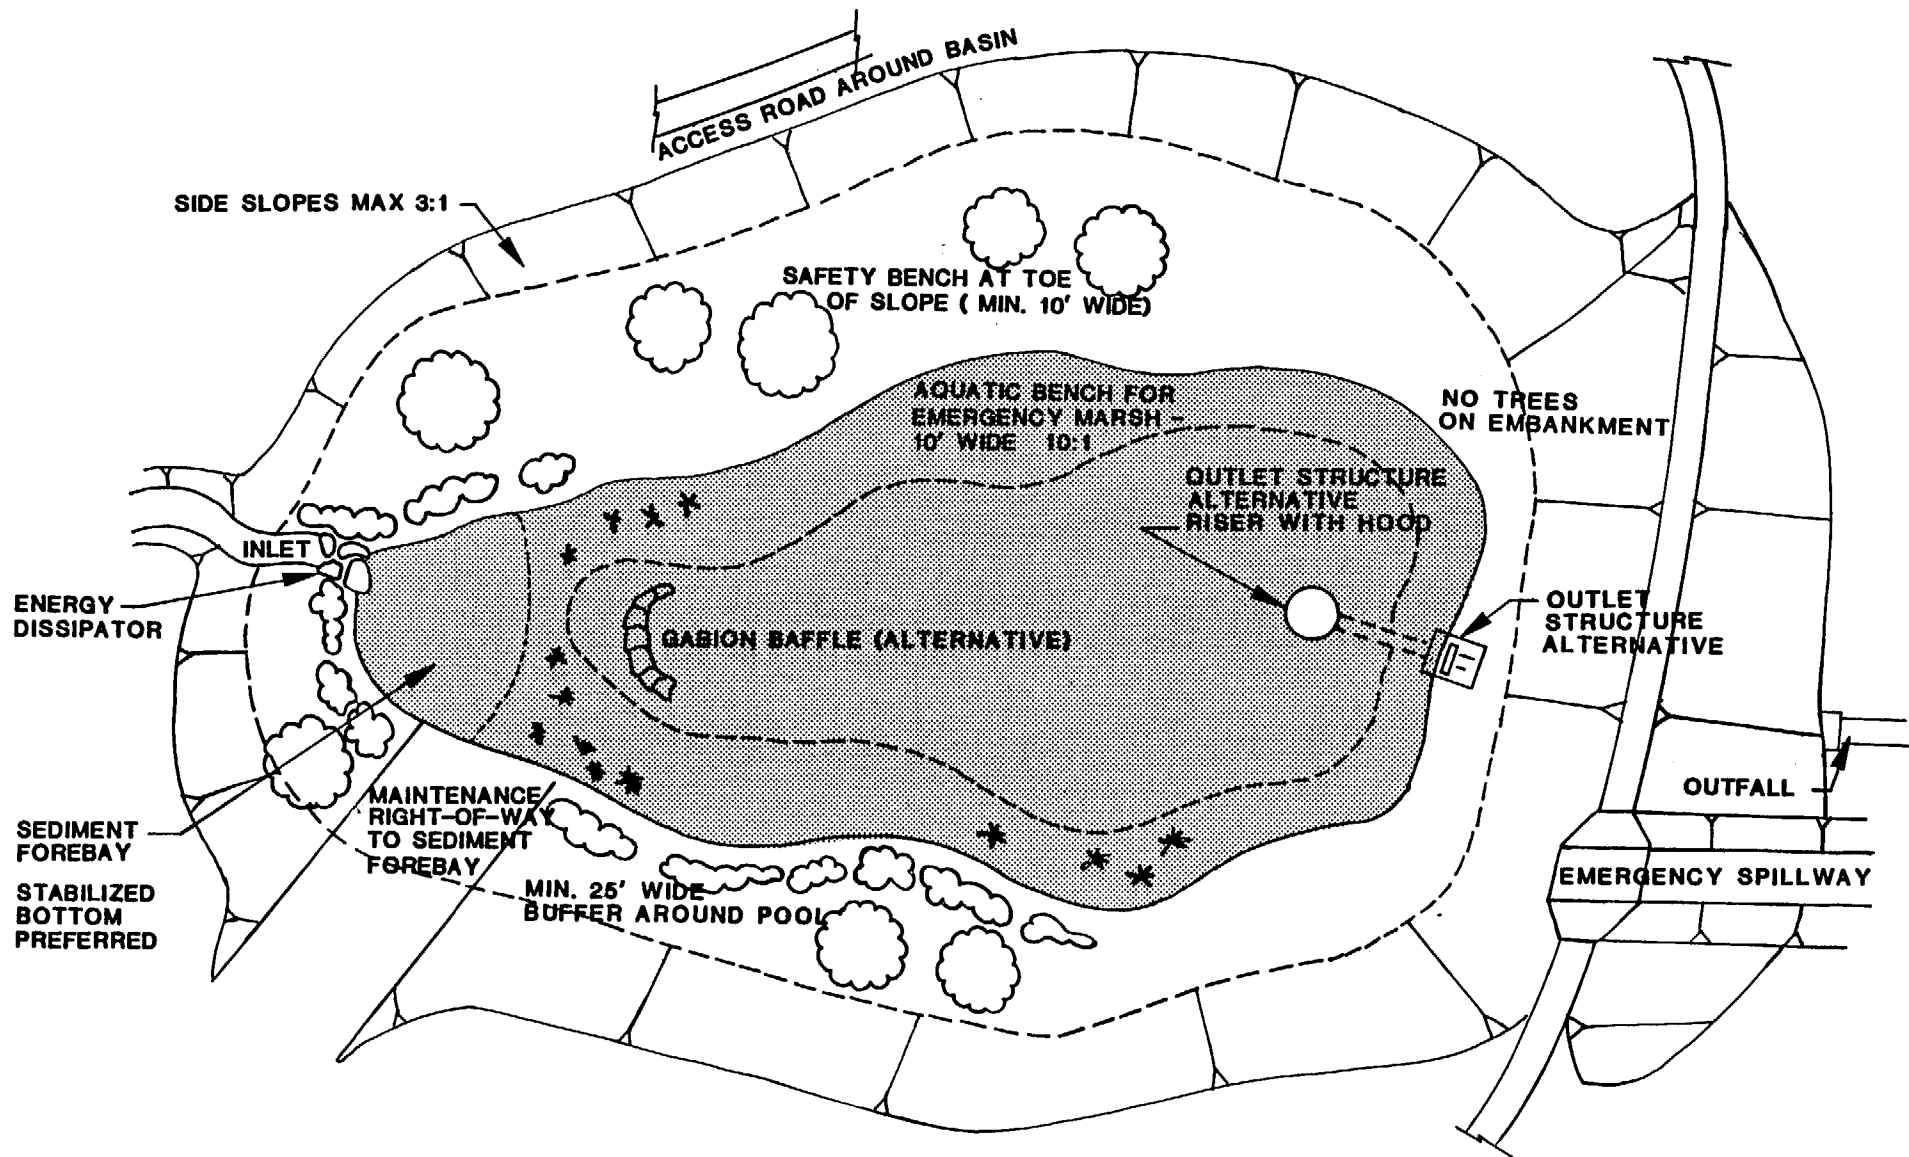 ACCESS ROAD AROUND BASIN
SIDE SLOPES MAX 3:1
SAFETY BENCH AT TOE
OF SLOPE ( MIN. 10' WIDE)
AQUATIC BENCH FOR
EMERGENCY MARSH -
10' WIDE 10:1
NO TREES
ON EMBANKMENT
OUTLET STRUCTURE
ALTERNATIVE
RISER WITH HOOD
INLET
ENERGY
DISSIPATOR
GABION BAFFLE (ALTERNATIVE)
OUTLET
STRUCTURE
ALTERNATIVE
OUTFALL
MAINTENANCE
RIGHT-OF-WAY
TO SEDIMENT
FOREBAY
SEDIMENT
FOREBAY
STABILIZED
BOTTOM
PREFERRED
MIN. 25' WIDE
BUFFER AROUND POOL
EMERGENCY SPILLWAY